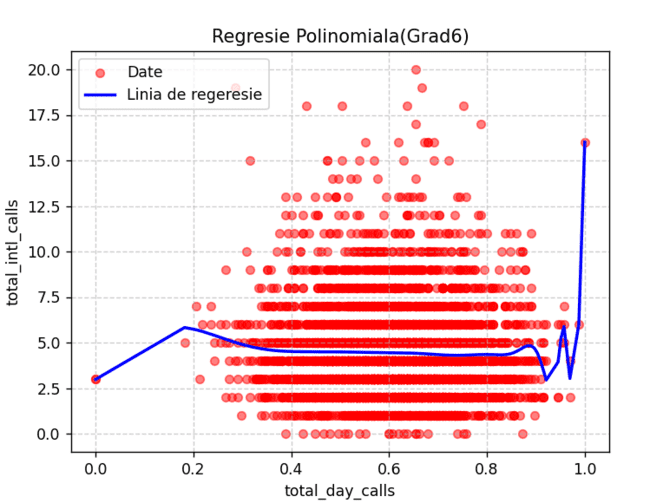 Regresie Polinomiala(Grad6)
Date
Linia de regeresie
20.0
17.5
15.0
12.5
10.0
7.5
5.0
2.5
0.0
total_intl_calls
0.0 0.2 0.4 0.6 0.8 1.0
total_day_calls